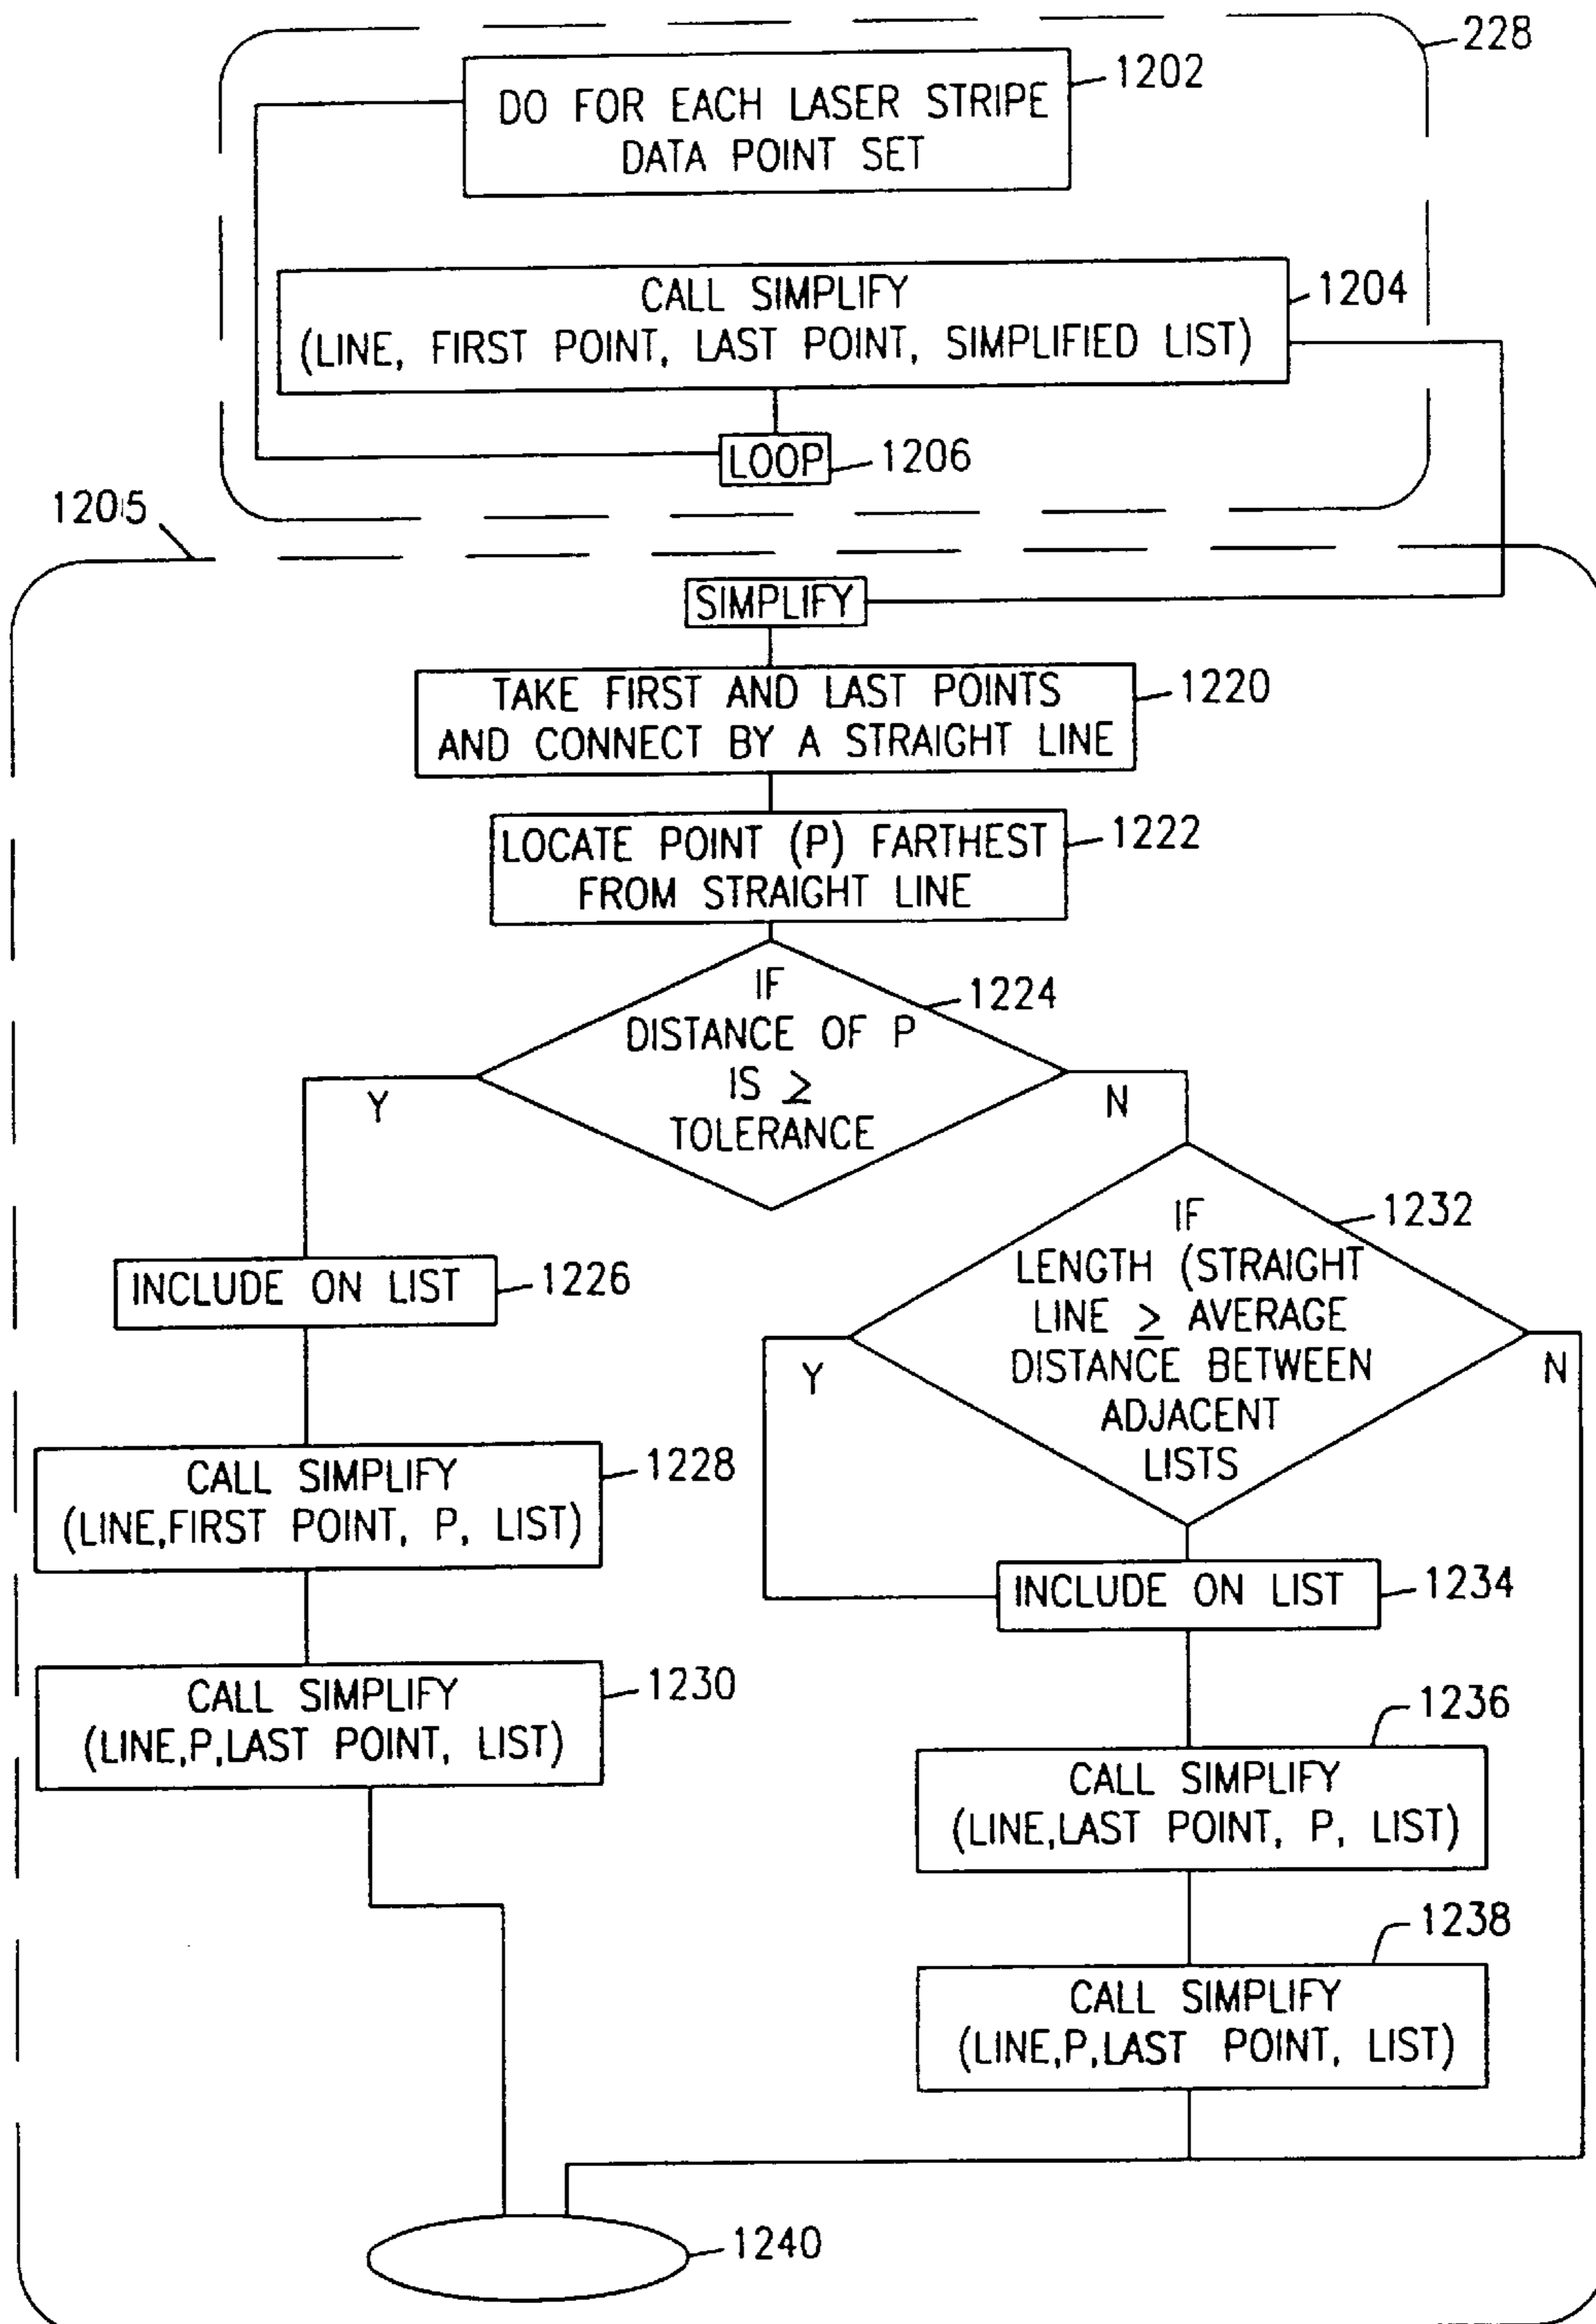 228
1202
DO FOR EACH LASER STRIPE
DATA POINT SET
CALL SIMPLIFY
(LINE, FIRST POINT, LAST POINT, SIMPLIFIED LIST)
1204
LOOP
1206
1205
SIMPLIFY
TAKE FIRST AND LAST POINTS
AND CONNECT BY A STRAIGHT LINE
1220
LOCATE POINT (P) FARTHEST
FROM STRAIGHT LINE
1222
IF
DISTANCE OF P
IS ≥
TOLERANCE
1224
Y
N
INCLUDE ON LIST
1226
CALL SIMPLIFY
(LINE,FIRST POINT, P, LIST)
1228
CALL SIMPLIFY
(LINE,P,LAST POINT, LIST)
1230
IF
LENGTH (STRAIGHT
LINE ≥ AVERAGE
DISTANCE BETWEEN
ADJACENT
LISTS
1232
Y
N
INCLUDE ON LIST
1234
1236
CALL SIMPLIFY
(LINE,LAST POINT, P, LIST)
1238
CALL SIMPLIFY
(LINE,P,LAST POINT, LIST)
1240